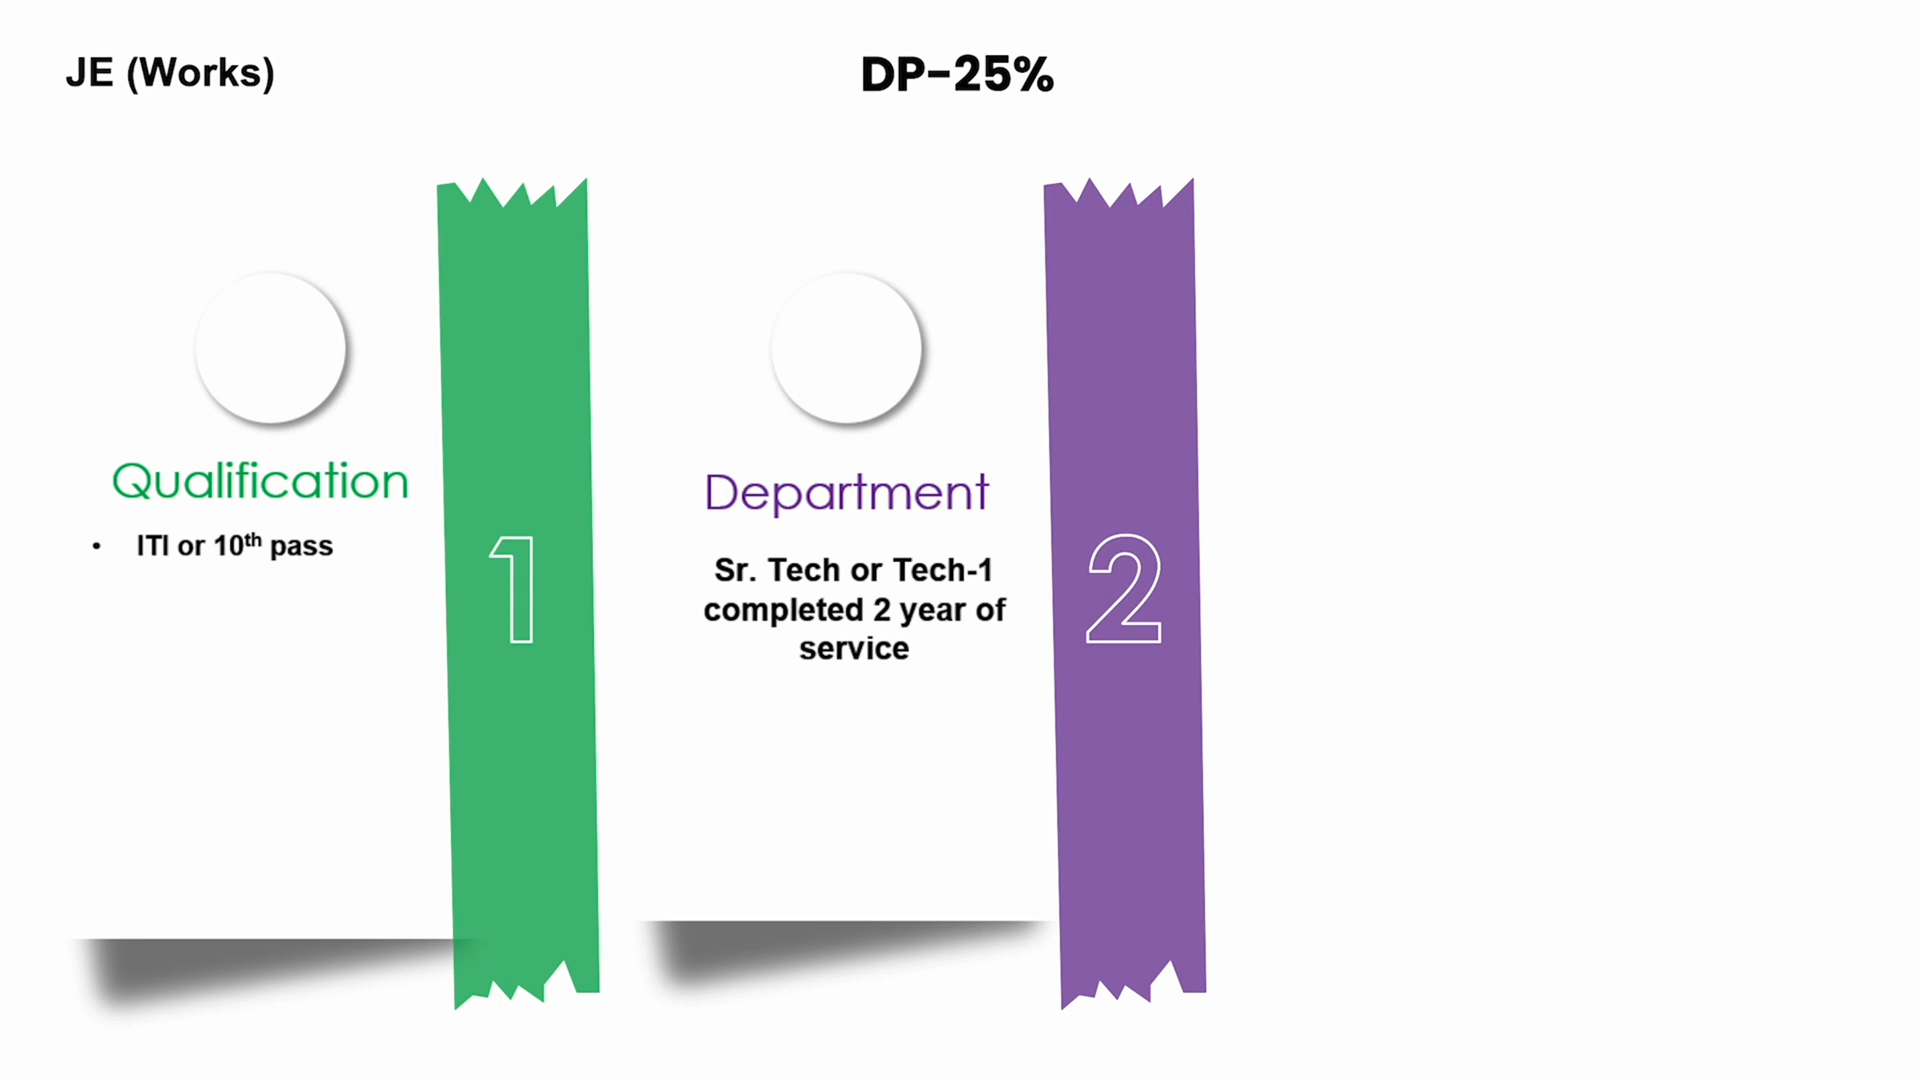 JE (Works)
DP-25%
Qualification
• ITI or 10th pass
1
Department
Sr. Tech or Tech-1
completed 2 year of
service
2